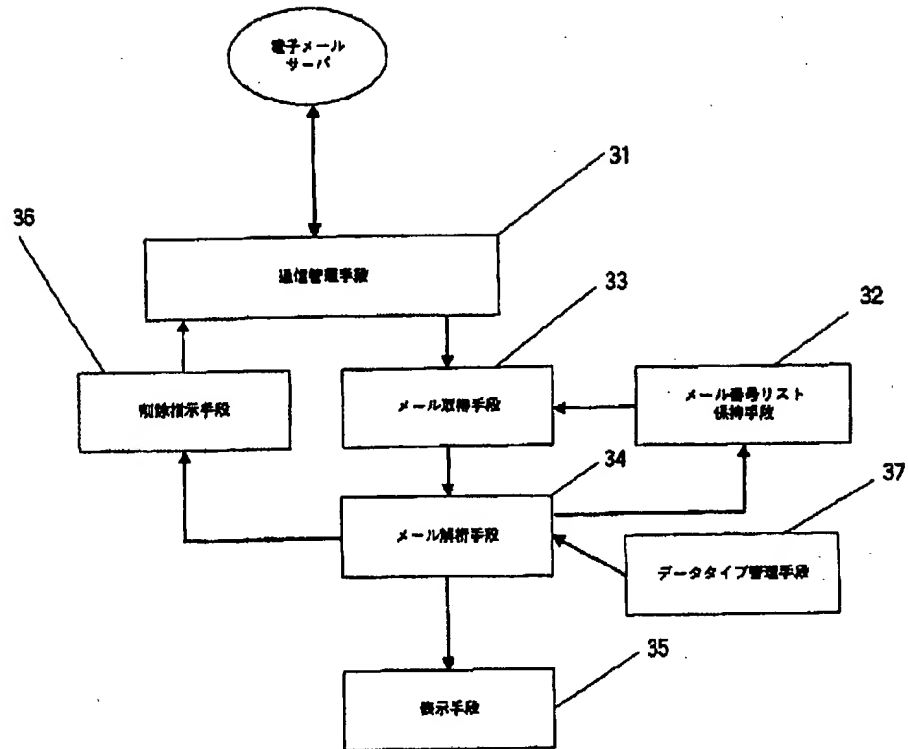 電子メール
サーバ
31
36
通信管理手段
33
32
削除指示手段
メール取得手段
メール番号リスト
保持手段
34
37
メール解析手段
データタイプ管理手段
35
表示手段